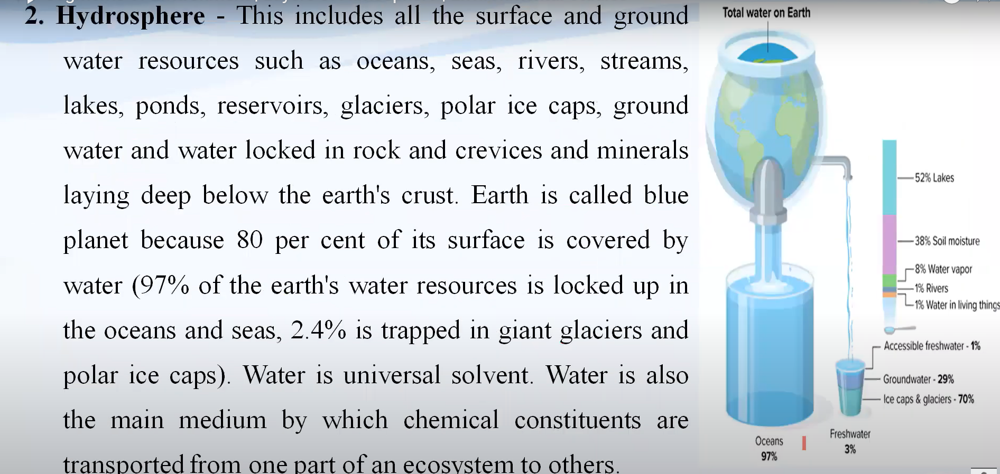 2. Hydrosphere - This includes all the surface and ground
water resources such as oceans, seas, rivers, streams,
lakes, ponds, reservoirs, glaciers, polar ice caps, ground
water and water locked in rock and crevices and minerals
laying deep below the earth's crust. Earth is called blue
planet because 80 per cent of its surface is covered by
water (97% of the earth's water resources is locked up in
the oceans and seas, 2.4% is trapped in giant glaciers and
polar ice caps). Water is universal solvent. Water is also
the main medium by which chemical constituents are
transported from one part of an ecosystem to others.
Total water on Earth
52% Lakes
38% Soil moisture
8% Water vapor
1% Rivers
1% Water in living things
Accessible freshwater - 1%
Groundwater - 29%
Ice caps & glaciers - 70%
Oceans
97%
Freshwater
3%